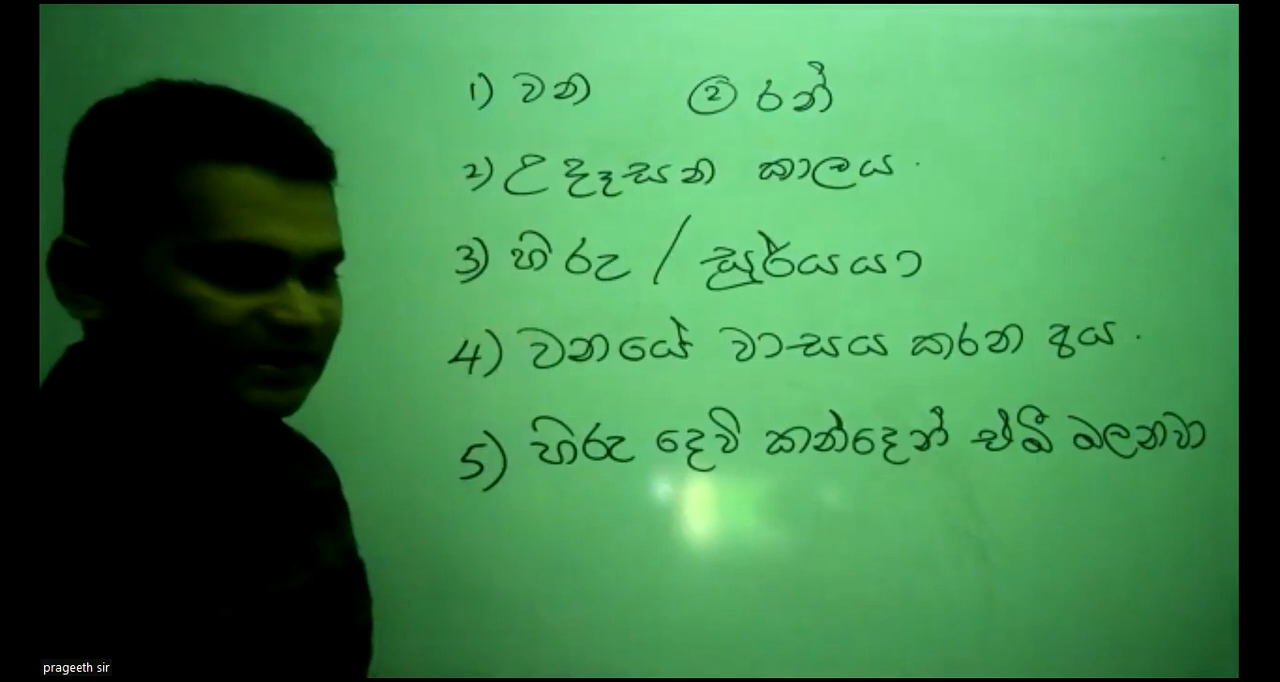 1) වන ② රන්
2) උදෑසන කාලය.
3) හිරු / සූර්යයා
4) වනයේ වාසය කරන අය.
5) හිරු දෙවි කන්දෙන් එබී බලනවා
prageeth sir